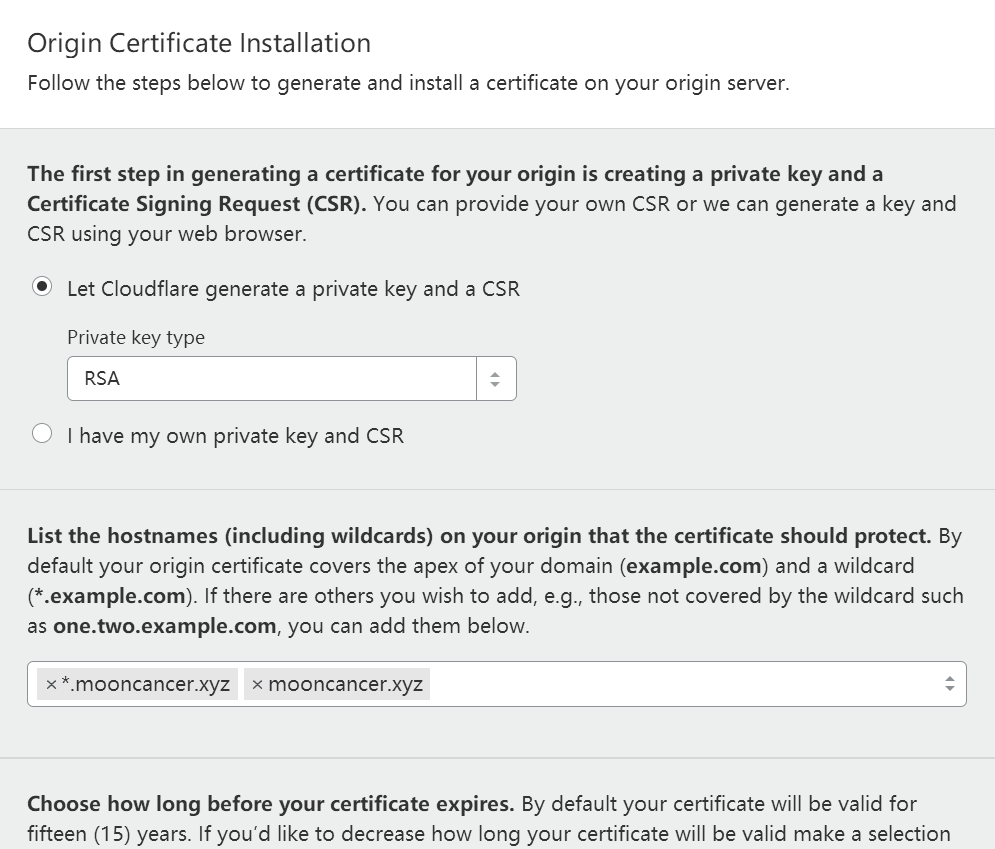 Origin Certificate Installation
Follow the steps below to generate and install a certificate on your origin server.
The first step in generating a certificate for your origin is creating a private key and a
Certificate Signing Request (CSR). You can provide your own CSR or we can generate a key and
CSR using your web browser.
Let Cloudflare generate a private key and a CSR
Private key type
RSA
I have my own private key and CSR
List the hostnames (including wildcards) on your origin that the certificate should protect. By
default your origin certificate covers the apex of your domain (example.com) and a wildcard
(*.example.com). If there are others you wish to add, e.g., those not covered by the wildcard such
as one.two.example.com, you can add them below.
× *.mooncancer.xyz × mooncancer.xyz
Choose how long before your certificate expires. By default your certificate will be valid for
fifteen (15) years. If you’d like to decrease how long your certificate will be valid make a selection